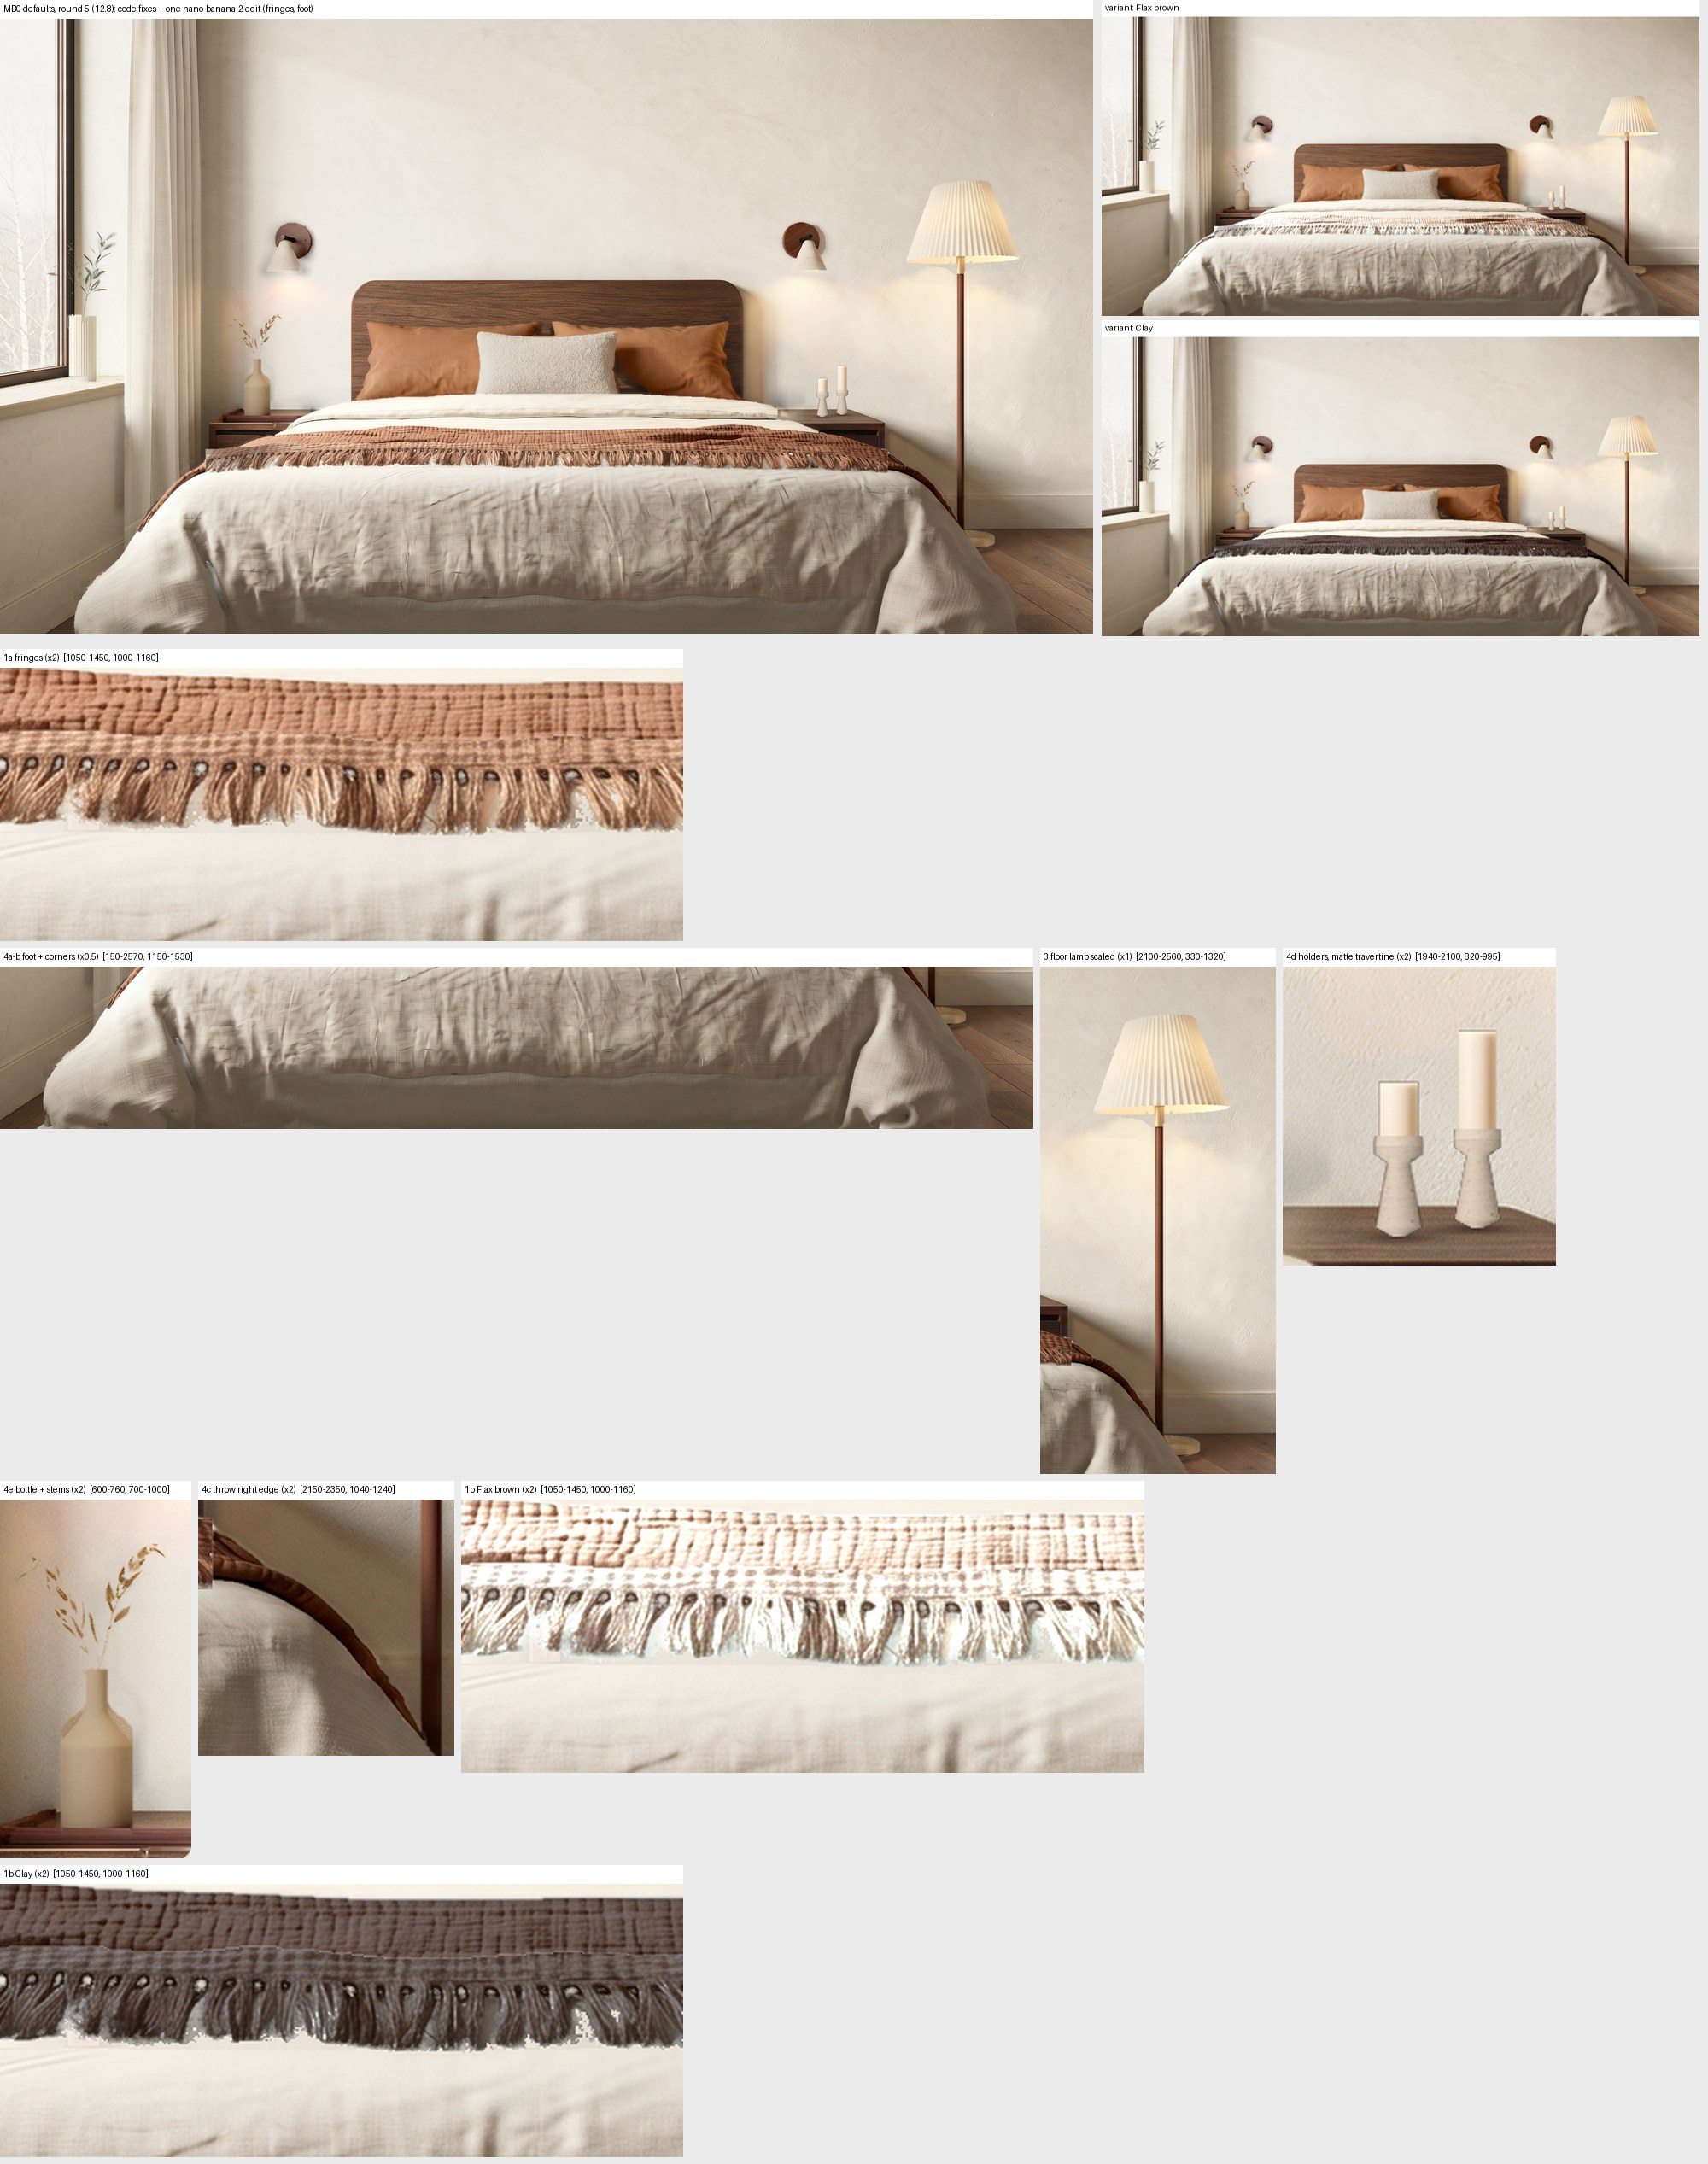 MB0 defaults, round 5 (12.8): code fixes + one nano-banana-2 edit (fringes, foot)
variant: Flax brown
variant: Clay
1a fringes (x2) [1050-1450, 1000-1160]
4a-b foot + corners (x0.5) [150-2570, 1150-1530]
3 floor lamp scaled (x1) [2100-2560, 330-1320]
4d holders, matte travertine (x2) [1940-2100, 820-995]
4e bottle + stems (x2) [600-760, 700-1000]
4c throw right edge (x2) [2150-2350, 1040-1240]
1b Flax brown (x2) [1050-1450, 1000-1160]
1b Clay (x2) [1050-1450, 1000-1160]